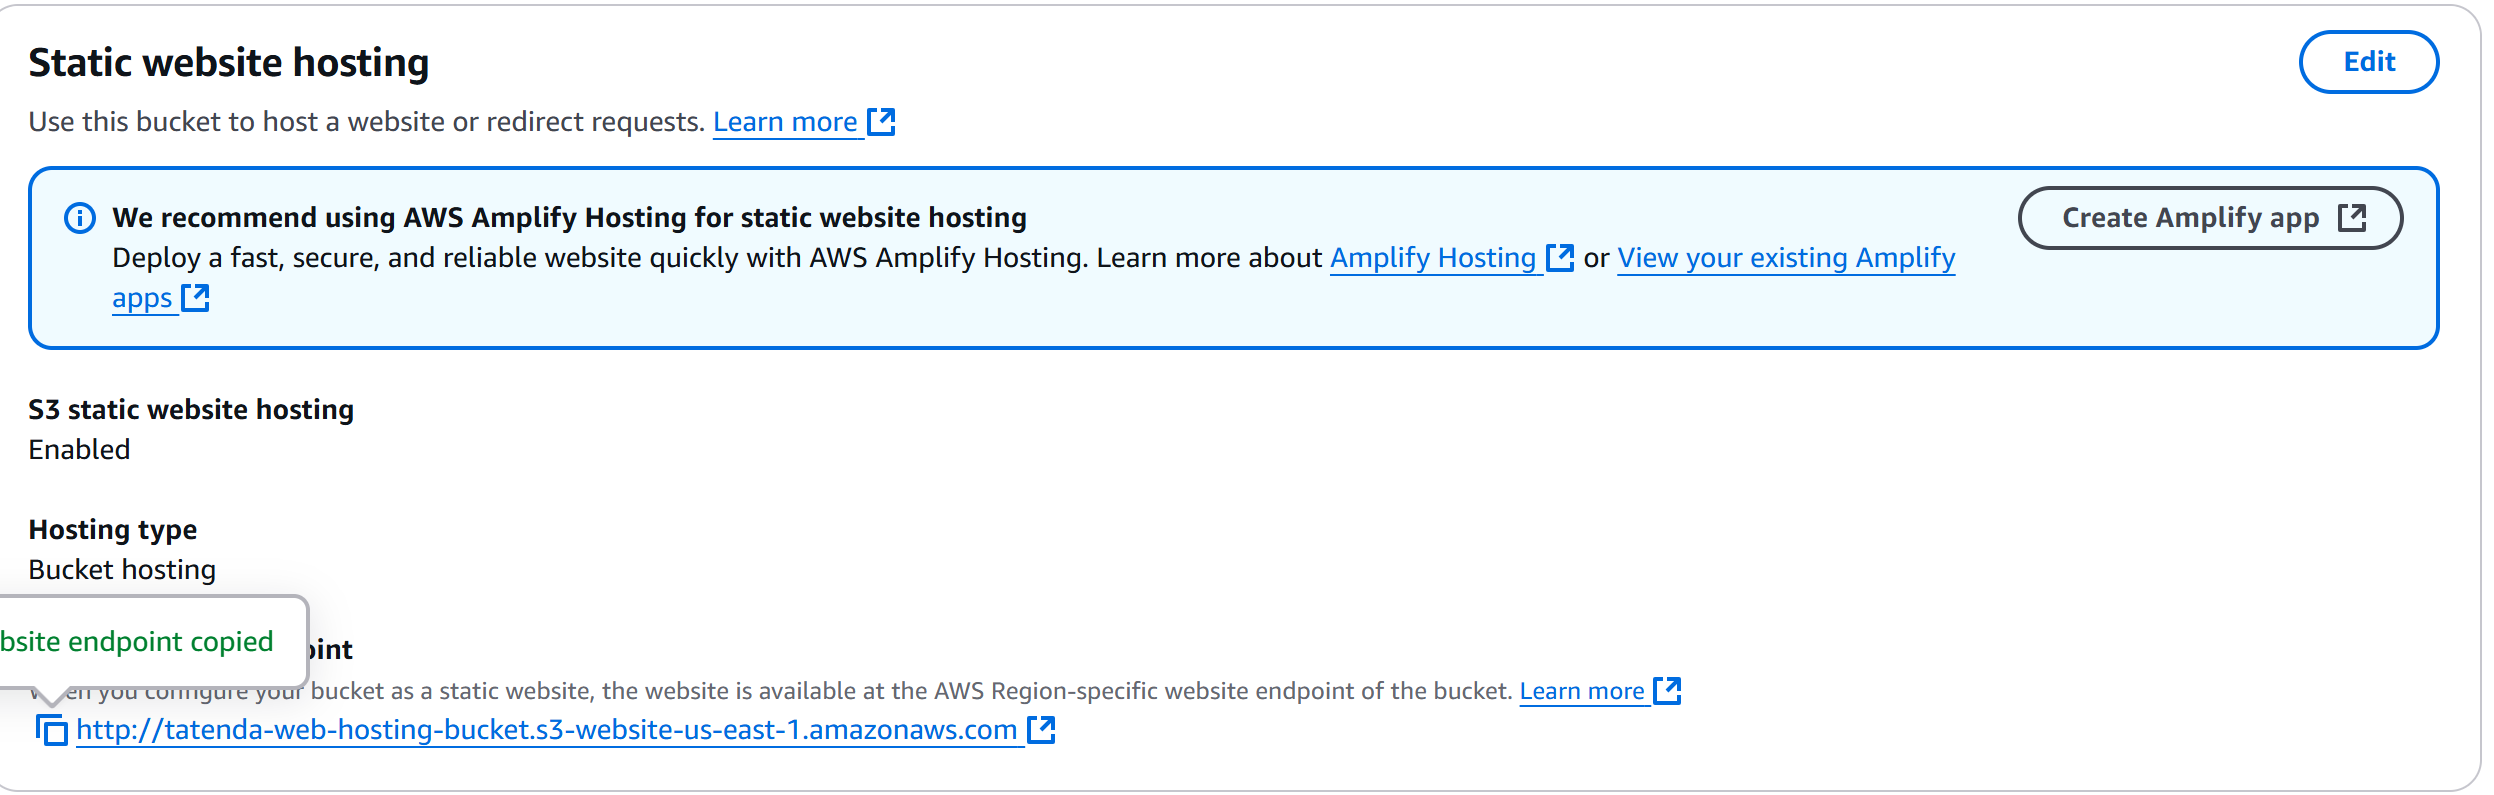 Static website hosting
Edit
Use this bucket to host a website or redirect requests. Learn more
We recommend using AWS Amplify Hosting for static website hosting
Create Amplify app
Deploy a fast, secure, and reliable website quickly with AWS Amplify Hosting. Learn more about Amplify Hosting or View your existing Amplify
apps
S3 static website hosting
Enabled
Hosting type
Bucket hosting
bsite endpoint copied
oint
When you configure your bucket as a static website, the website is available at the AWS Region-specific website endpoint of the bucket. Learn more
http://tatenda-web-hosting-bucket.s3-website-us-east-1.amazonaws.com